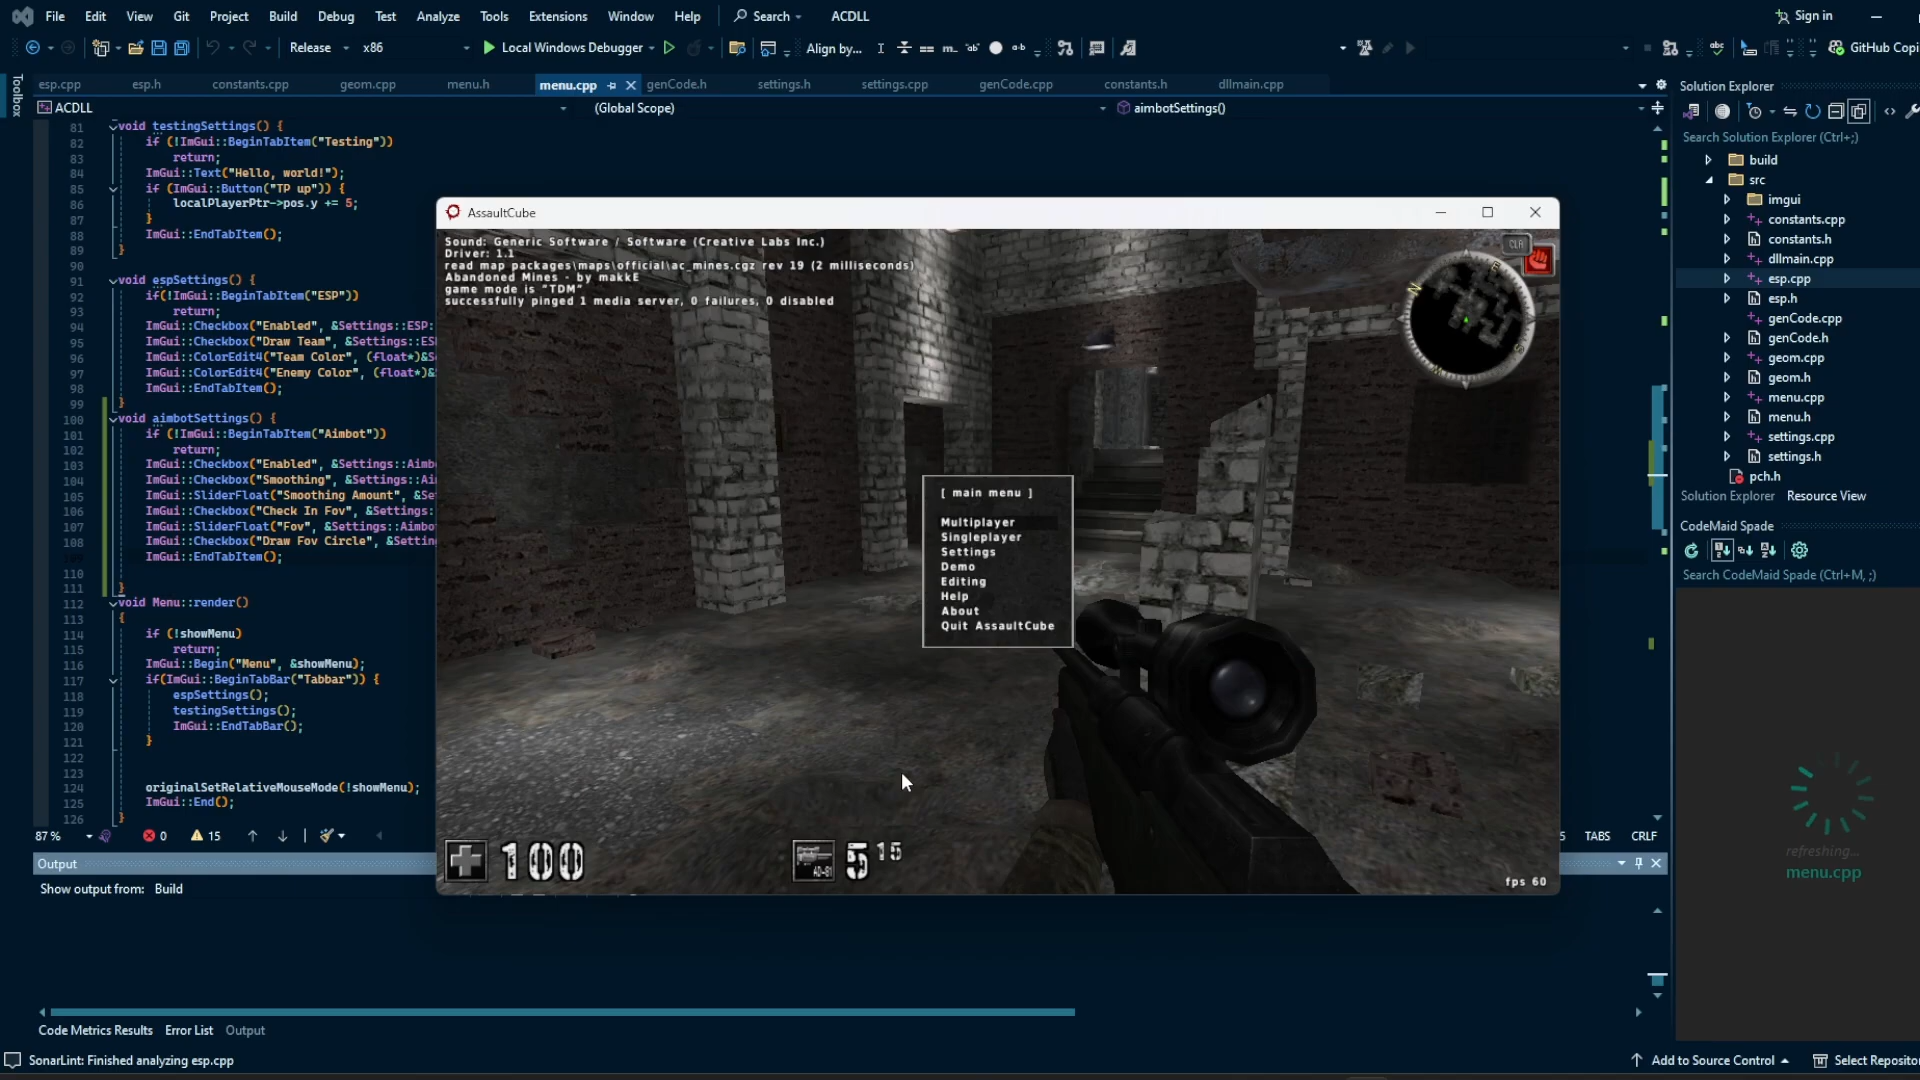 File Edit View Git Project Build Debug Test Analyze Tools Extensions Window Help Search ACDLL Sign in
Release x86 Local Windows Debugger Align by... GitHub Copi
Toolbox
esp.cpp esp.h constants.cpp geom.cpp menu.h menu.cpp genCode.h settings.h settings.cpp genCode.cpp constants.h dllmain.cpp
ACDLL (Global Scope) aimbotSettings()
81 void testingSettings() {
82 if (!ImGui::BeginTabItem("Testing"))
83 return;
84 ImGui::Text("Hello, world!");
85 if (ImGui::Button("TP up")) {
86 localPlayerPtr->pos.y += 5;
87 }
88 ImGui::EndTabItem();
89 }
90
91 void espSettings() {
92 if(!ImGui::BeginTabItem("ESP"))
93 return;
94 ImGui::Checkbox("Enabled", &Settings::ESP:
95 ImGui::Checkbox("Draw Team", &Settings::ES
96 ImGui::ColorEdit4("Team Color", (float*)&S
97 ImGui::ColorEdit4("Enemy Color", (float*)&
98 ImGui::EndTabItem();
99 }
100 void aimbotSettings() {
101 if (!ImGui::BeginTabItem("Aimbot"))
102 return;
103 ImGui::Checkbox("Enabled", &Settings::Aimb
104 ImGui::Checkbox("Smoothing", &Settings::Ai
105 ImGui::SliderFloat("Smoothing Amount", &Se
106 ImGui::Checkbox("Check In Fov", &Settings:
107 ImGui::SliderFloat("Fov", &Settings::Aimbo
108 ImGui::Checkbox("Draw Fov Circle", &Settin
ImGui::EndTabItem();
110
111 }
112 void Menu::render()
113 {
114 if (!showMenu)
115 return;
116 ImGui::Begin("Menu", &showMenu);
117 if(ImGui::BeginTabBar("Tabbar")) {
118 espSettings();
119 testingSettings();
120 ImGui::EndTabBar();
121 }
122
123
124 originalSetRelativeMouseMode(!showMenu);
125 ImGui::End();
126 }
87 % 0 15 TABS CRLF
Output
Show output from: Build
Code Metrics Results Error List Output
SonarLint: Finished analyzing esp.cpp Add to Source Control Select Reposito
AssaultCube
Sound: Generic Software / Software (Creative Labs Inc.)
Driver: 1.1
read map packages\maps\official\ac_mines.cgz rev 19 (2 milliseconds)
Abandoned Mines - by makkE
game mode is "TDM"
successfully pinged 1 media server, 0 failures, 0 disabled
CLA
N
E
S
W
[ main menu ]
Multiplayer
Singleplayer
Settings
Demo
Editing
Help
About
Quit AssaultCube
100 AD-81 5 15
fps 60
Solution Explorer
Search Solution Explorer (Ctrl+;)
build
src
imgui
constants.cpp
constants.h
dllmain.cpp
esp.cpp
esp.h
genCode.cpp
genCode.h
geom.cpp
geom.h
menu.cpp
menu.h
settings.cpp
settings.h
pch.h
Solution Explorer Resource View
CodeMaid Spade
Search CodeMaid Spade (Ctrl+M, ;)
refreshing...
menu.cpp